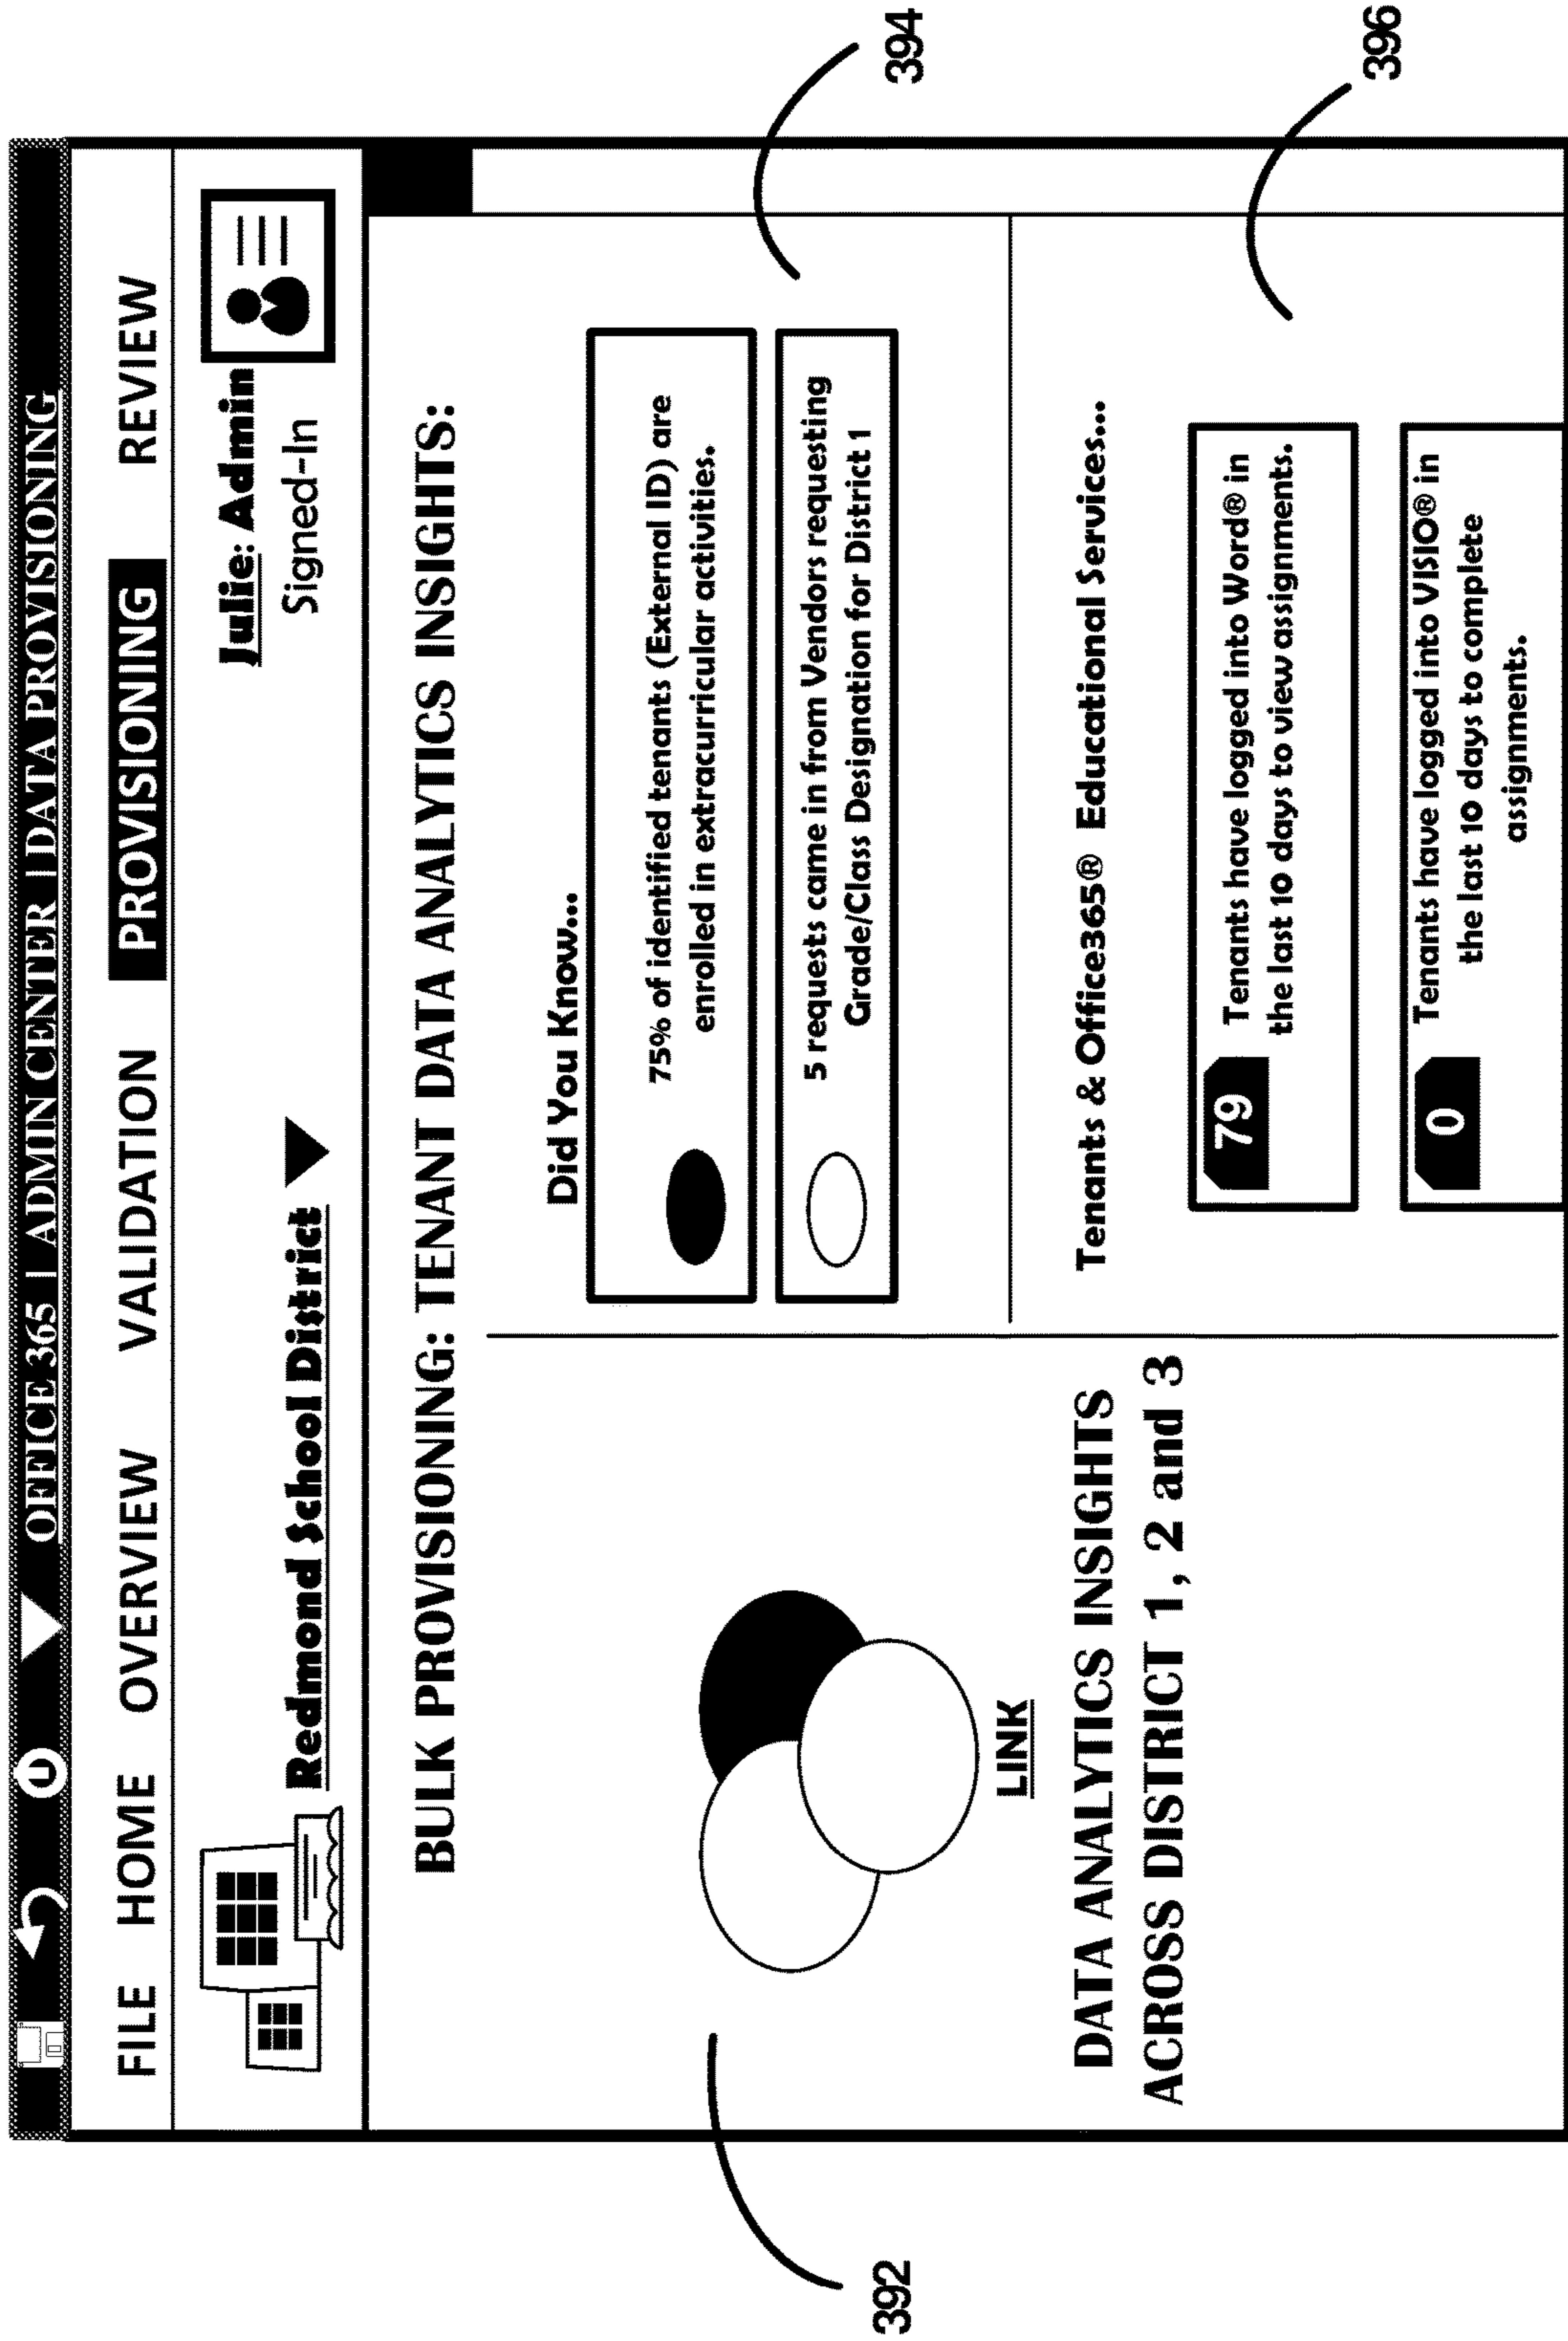 OFFICE 365 | ADMIN CENTER | DATA PROVISIONING
FILE HOME OVERVIEW VALIDATION PROVISIONING REVIEW
Redmond School District
Julie: Admin
Signed-In
BULK PROVISIONING: TENANT DATA ANALYTICS INSIGHTS:
392
LINK
DATA ANALYTICS INSIGHTS
ACROSS DISTRICT 1, 2 and 3
Did You Know...
75% of identified tenants (External ID) are
enrolled in extracurricular activities.
5 requests came in from Vendors requesting
Grade/Class Designation for District 1
394
Tenants & Office365® Educational Services...
79 Tenants have logged into Word® in
the last 10 days to view assignments.
0 Tenants have logged into VISIO® in
the last 10 days to complete
assignments.
396